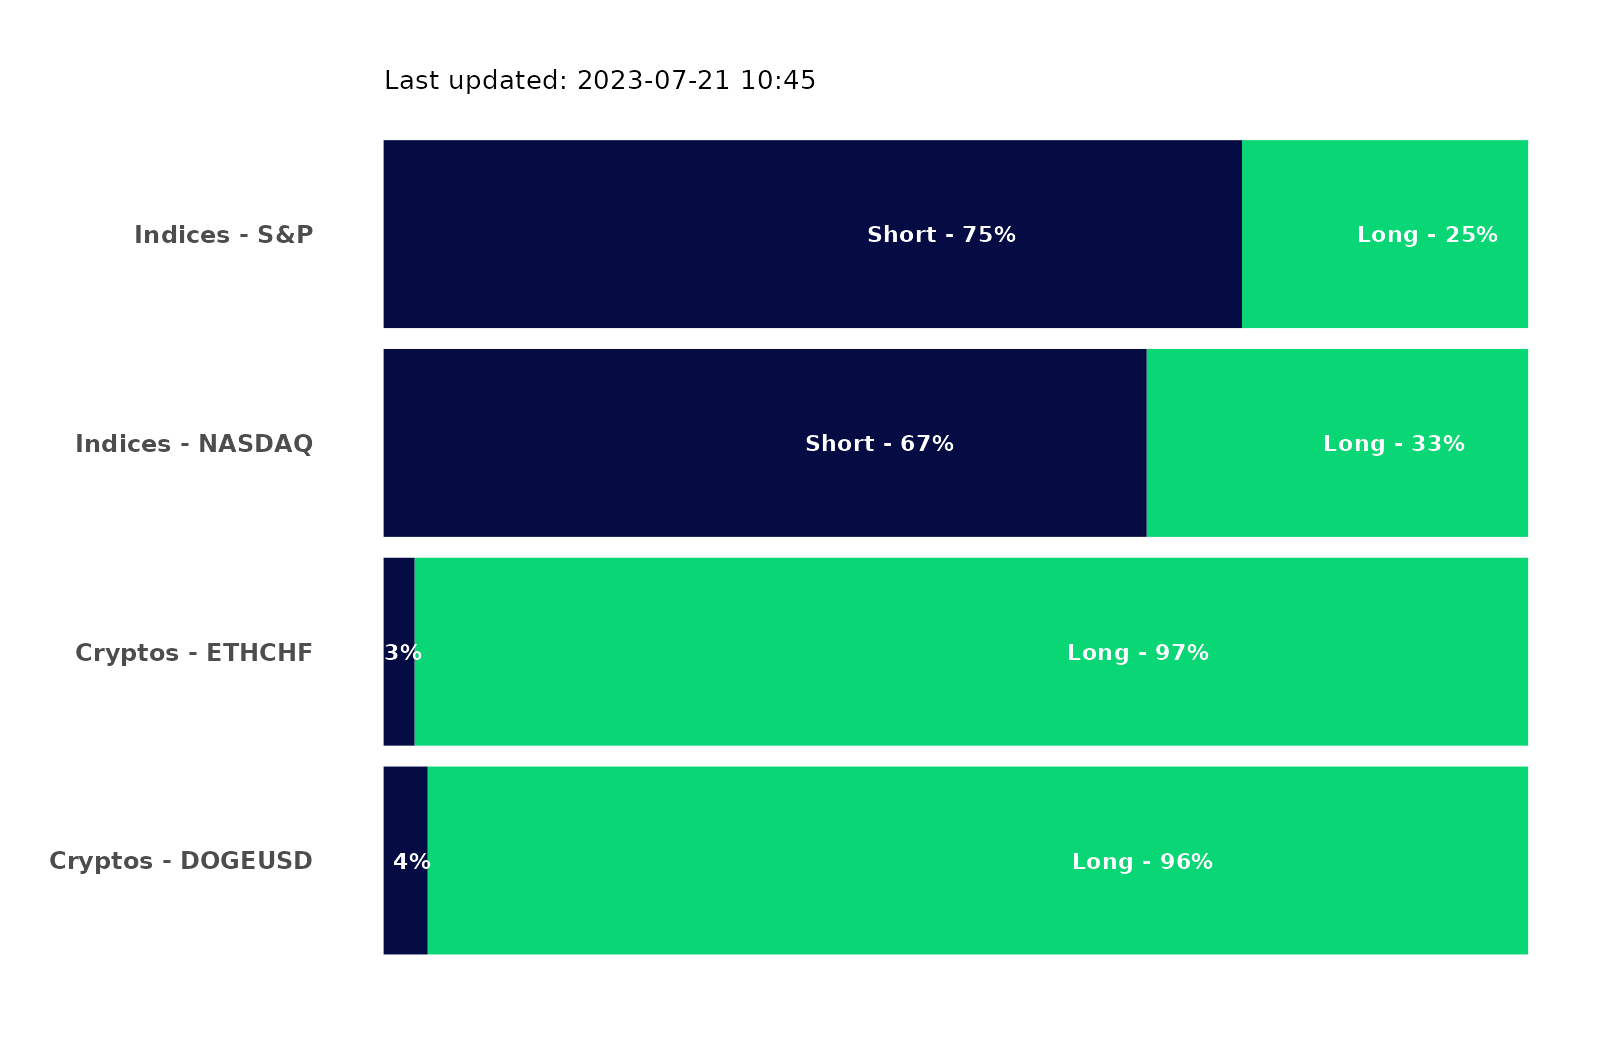 Last updated: 2023-07-21 10:45
Indices - S&P Short - 75% Long - 25%
Indices - NASDAQ Short - 67% Long - 33%
Cryptos - ETHCHF 3% Long - 97%
Cryptos - DOGEUSD 4% Long - 96%